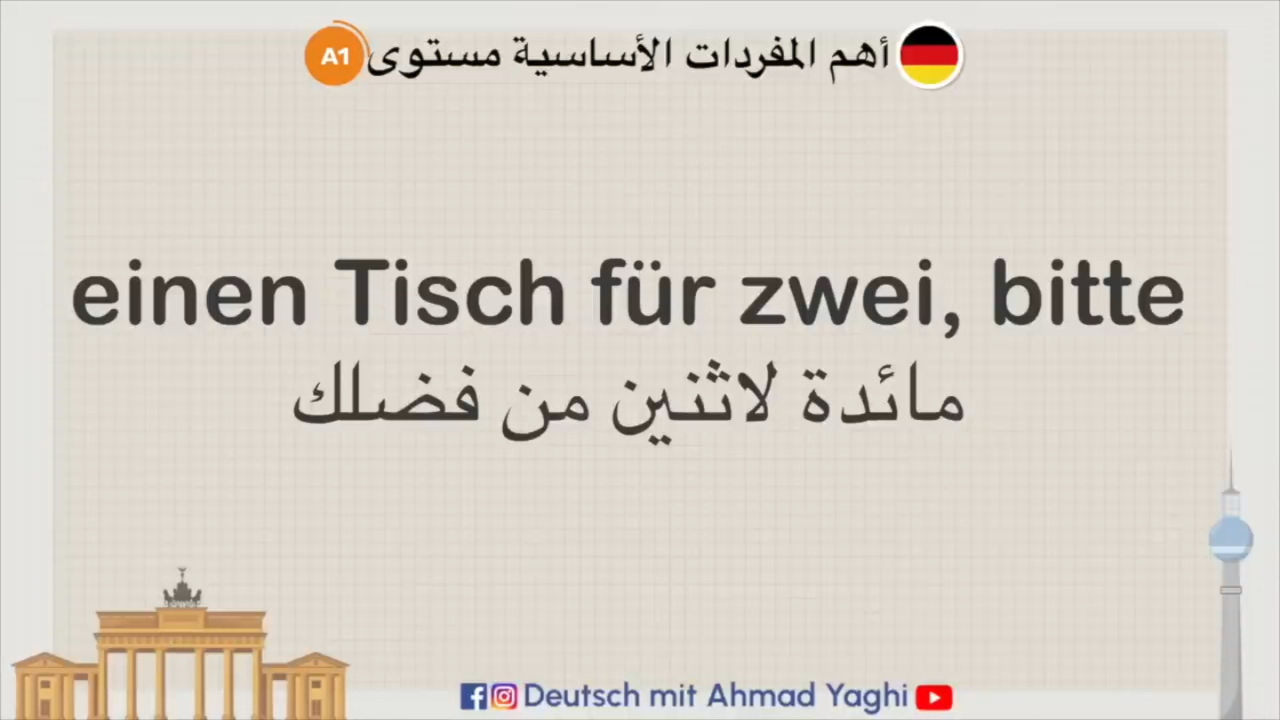 أهم المفردات الأساسية مستوى A1
einen Tisch für zwei, bitte
مائدة لاثنين من فضلك
Deutsch mit Ahmad Yaghi